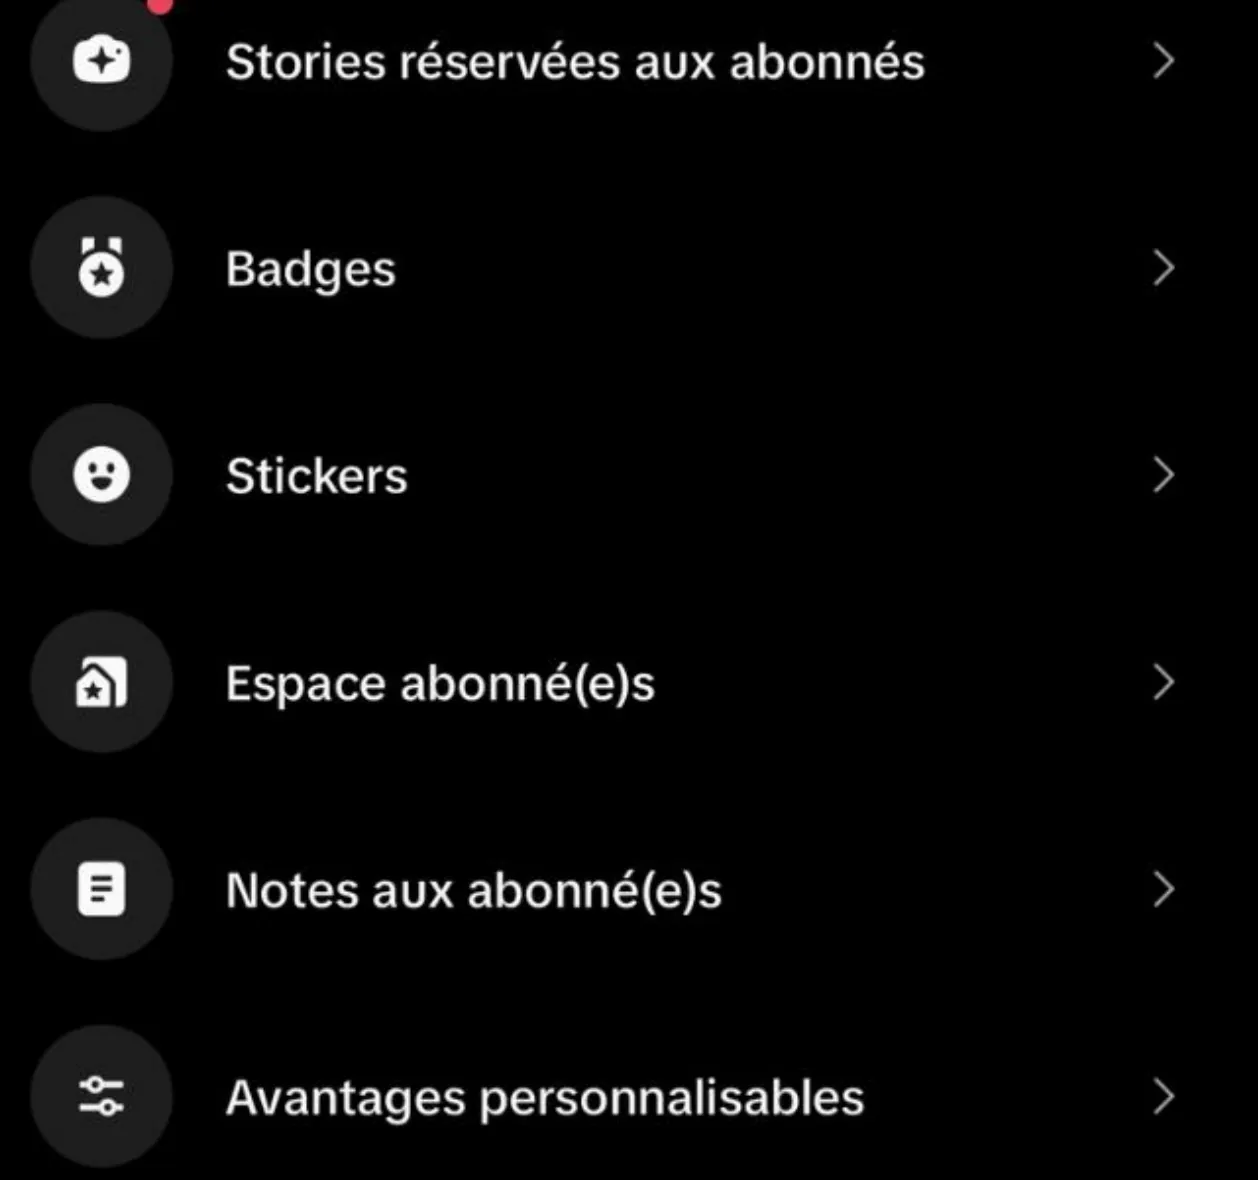 Stories réservées aux abonnés
Badges
Stickers
Espace abonné(e)s
Notes aux abonné(e)s
Avantages personnalisables